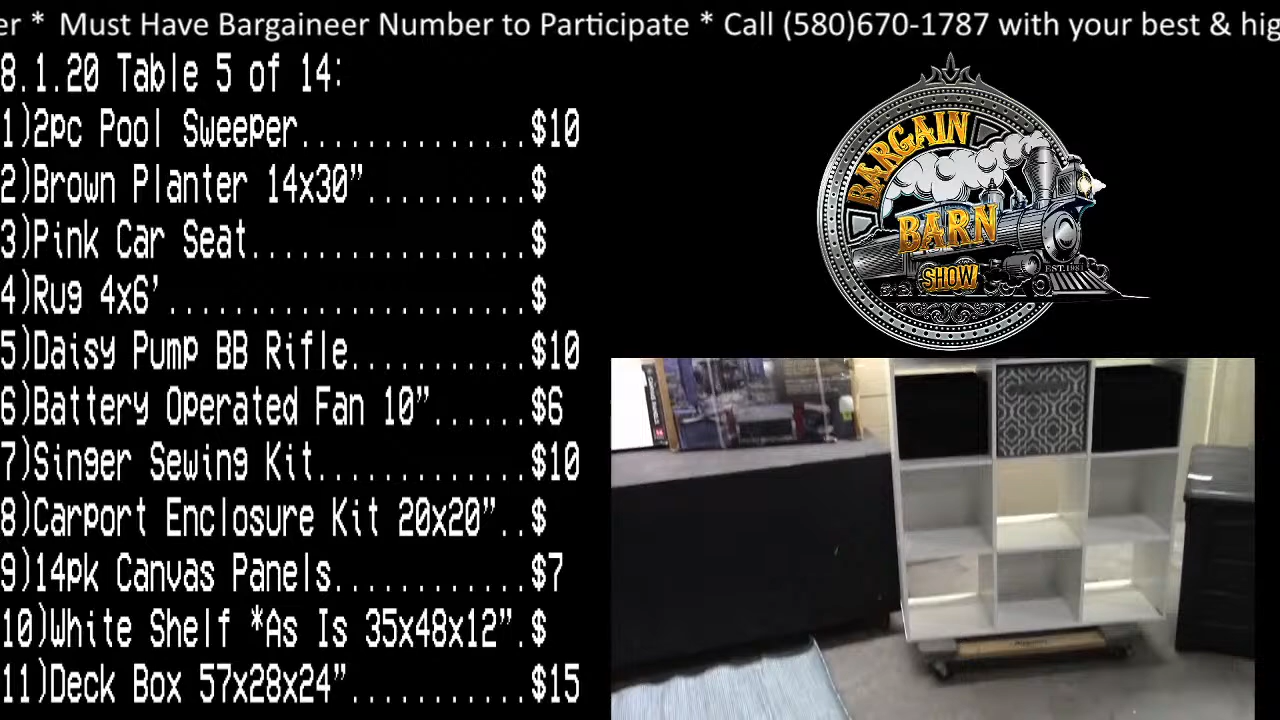 er * Must Have Bargaineer Number to Participate * Call (580)670-1787 with your best & hig
8.1.20 Table 5 of 14:
1)2pc Pool Sweeper..............$10
2)Brown Planter 14x30”..........$
3)Pink Car Seat.................$
4)Rug 4x6’......................$
5)Daisy Pump BB Rifle...........$10
6)Battery Operated Fan 10”......$6
7)Singer Sewing Kit.............$10
8)Carport Enclosure Kit 20x20”..$
9)14pk Canvas Panels............$7
10)White Shelf *As Is 35x48x12”.$
11)Deck Box 57x28x24”...........$15
BARGAIN
BARN
SHOW